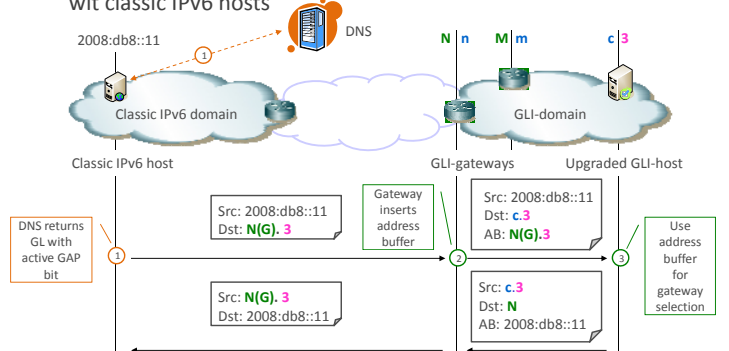 wit classic IPv6 hosts
2008:db8::11
DNS
N n
M m
c 3
1
Classic IPv6 domain
GLI-domain
Classic IPv6 host
GLI-gateways
Upgraded GLI-host
DNS returns
GL with
active GAP
bit
1
Src: 2008:db8::11
Dst: N(G). 3
Gateway
inserts
address
buffer
2
Src: 2008:db8::11
Dst: c.3
AB: N(G).3
3
Use
address
buffer
for
gateway
selection
Src: N(G). 3
Dst: 2008:db8::11
Src: c.3
Dst: N
AB: 2008:db8::11